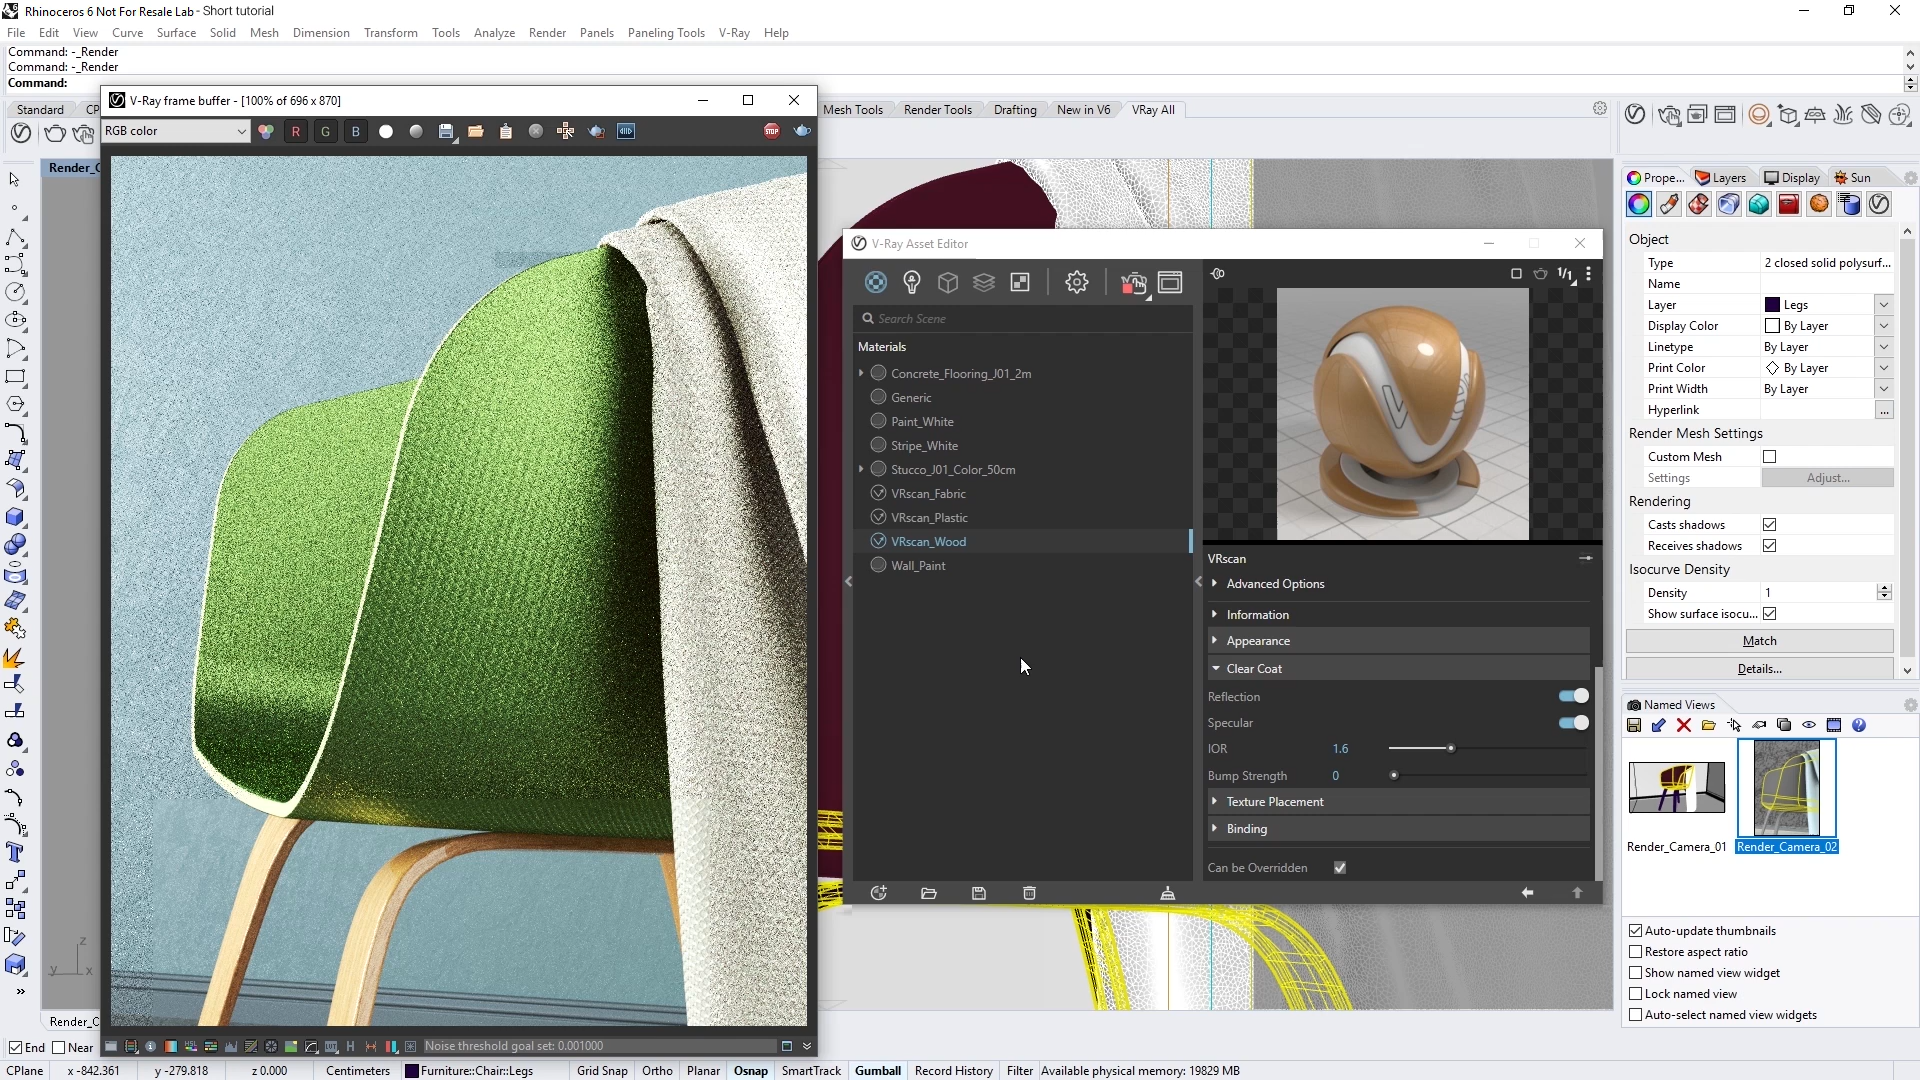 Rhinoceros 6 Not For Resale Lab - Short tutorial
File Edit View Curve Surface Solid Mesh Dimension Transform Tools Analyze Render Panels Paneling Tools V-Ray Help
Command: -_Render
Command: -_Render
Command:
Standard CP
Mesh Tools Render Tools Drafting New in V6 VRay All
V-Ray frame buffer - [100% of 696 x 870]
RGB color R G B STOP
Render_C
V-Ray Asset Editor
1/1
Search Scene
Materials
Concrete_Flooring_J01_2m
Generic
Paint_White
Stripe_White
Stucco_J01_Color_50cm
VRscan_Fabric
VRscan_Plastic
VRscan_Wood
Wall_Paint
VRscan
Advanced Options
Information
Appearance
Clear Coat
Reflection
Specular
IOR 1.6
Bump Strength 0
Texture Placement
Binding
Can be Overridden
Prope... Layers Display Sun
Object
Type 2 closed solid polysurf...
Name
Layer Legs
Display Color By Layer
Linetype By Layer
Print Color By Layer
Print Width By Layer
Hyperlink ...
Render Mesh Settings
Custom Mesh
Settings Adjust...
Rendering
Casts shadows
Receives shadows
Isocurve Density
Density 1
Show surface isocu...
Match
Details...
Named Views
Render_Camera_01 Render_Camera_02
Auto-update thumbnails
Restore aspect ratio
Show named view widget
Lock named view
Auto-select named view widgets
z
y x
Render_C
Noise threshold goal set: 0.001000
End Near
CPlane x -842.361 y -279.818 z 0.000 Centimeters Furniture::Chair::Legs Grid Snap Ortho Planar Osnap SmartTrack Gumball Record History Filter Available physical memory: 19829 MB